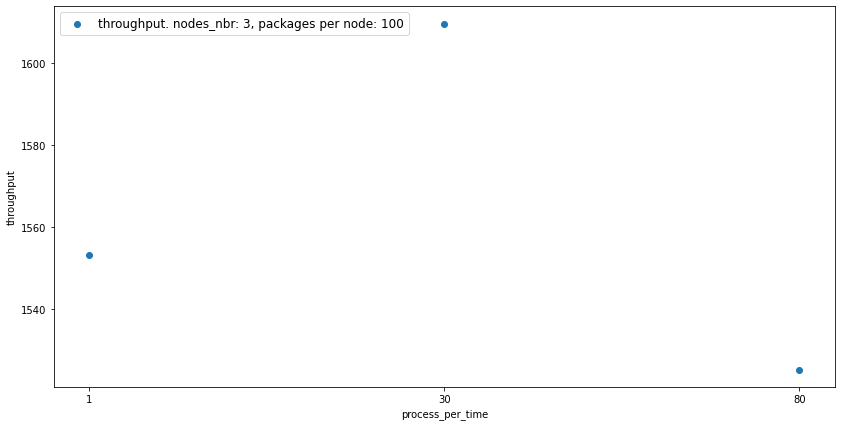 throughput. nodes_nbr: 3, packages per node: 100
1600
1580
1560
1540
throughput
1
30
80
process_per_time